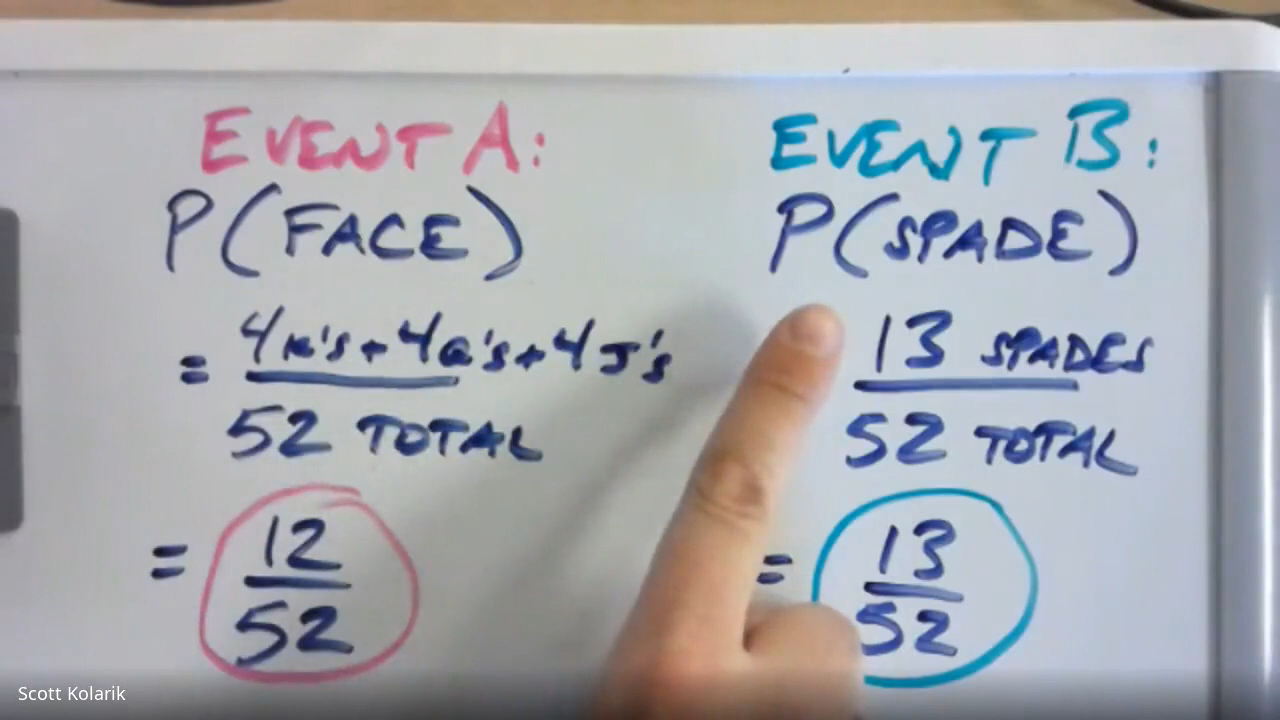 EVENT A:
P(FACE)
= 4K's + 4Q's + 4J's
52 TOTAL
= 12
52
EVENT B:
P(SPADE)
13 SPADES
52 TOTAL
= 13
52
Scott Kolarik